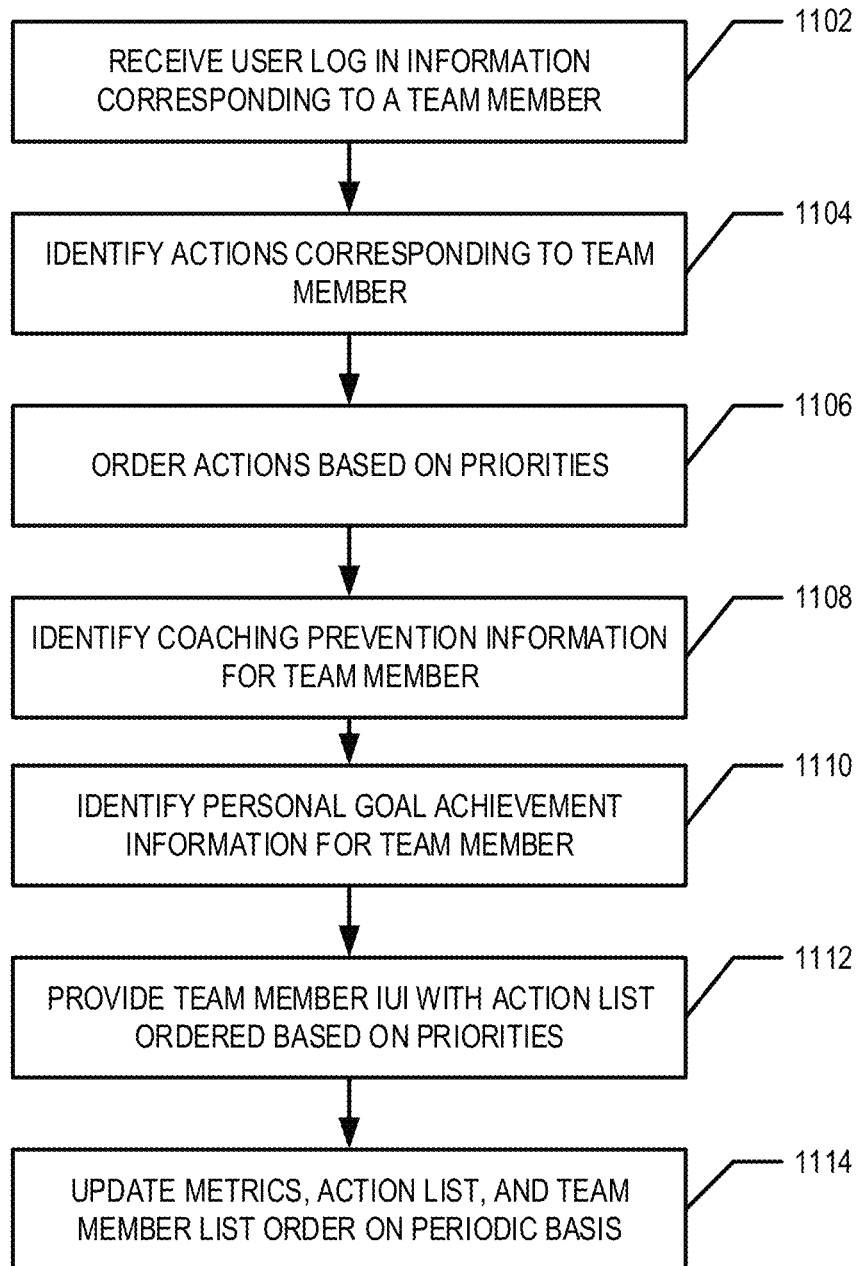 1102
RECEIVE USER LOG IN INFORMATION
CORRESPONDING TO A TEAM MEMBER
1104
IDENTIFY ACTIONS CORRESPONDING TO TEAM
MEMBER
1106
ORDER ACTIONS BASED ON PRIORITIES
1108
IDENTIFY COACHING PREVENTION INFORMATION
FOR TEAM MEMBER
1110
IDENTIFY PERSONAL GOAL ACHIEVEMENT
INFORMATION FOR TEAM MEMBER
1112
PROVIDE TEAM MEMBER IUI WITH ACTION LIST
ORDERED BASED ON PRIORITIES
1114
UPDATE METRICS, ACTION LIST, AND TEAM
MEMBER LIST ORDER ON PERIODIC BASIS